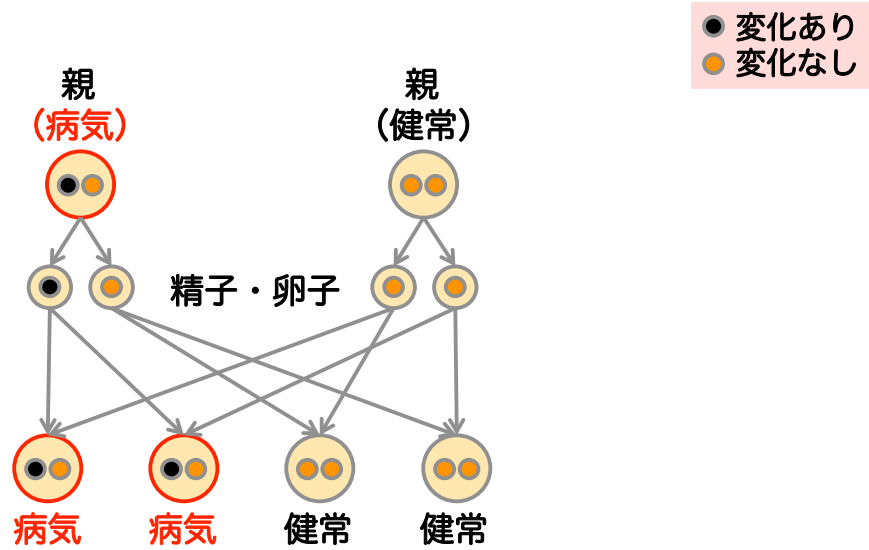 変化あり
変化なし
親
（病気）
親
（健常）
精子・卵子
病気
病気
健常
健常